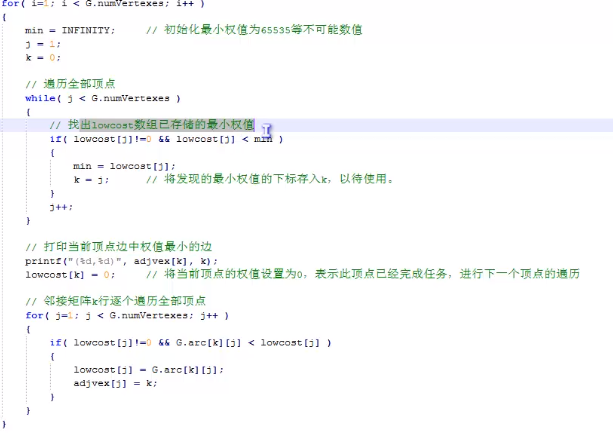 for( i=1; i < G.numVertexes; i++ )
{
min = INFINITY; // 初始化最小权值为65535等不可能数值
j = 1;
k = 0;
// 遍历全部顶点
while( j < G.numVertexes )
{
// 找出lowcost数组已存储的最小权值
if( lowcost[j]!=0 && lowcost[j] < min )
{
min = lowcost[j];
k = j; // 将发现的最小权值的下标存入k，以待使用。
}
j++;
}
// 打印当前顶点边中权值最小的边
printf("(%d,%d)", adjvex[k], k);
lowcost[k] = 0; // 将当前顶点的权值设置为0，表示此顶点已经完成任务，进行下一个顶点的遍历
// 邻接矩阵k行逐个遍历全部顶点
for( j=1; j < G.numVertexes; j++ )
{
if( lowcost[j]!=0 && G.arc[k][j] < lowcost[j] )
{
lowcost[j] = G.arc[k][j];
adjvex[j] = k;
}
}
}